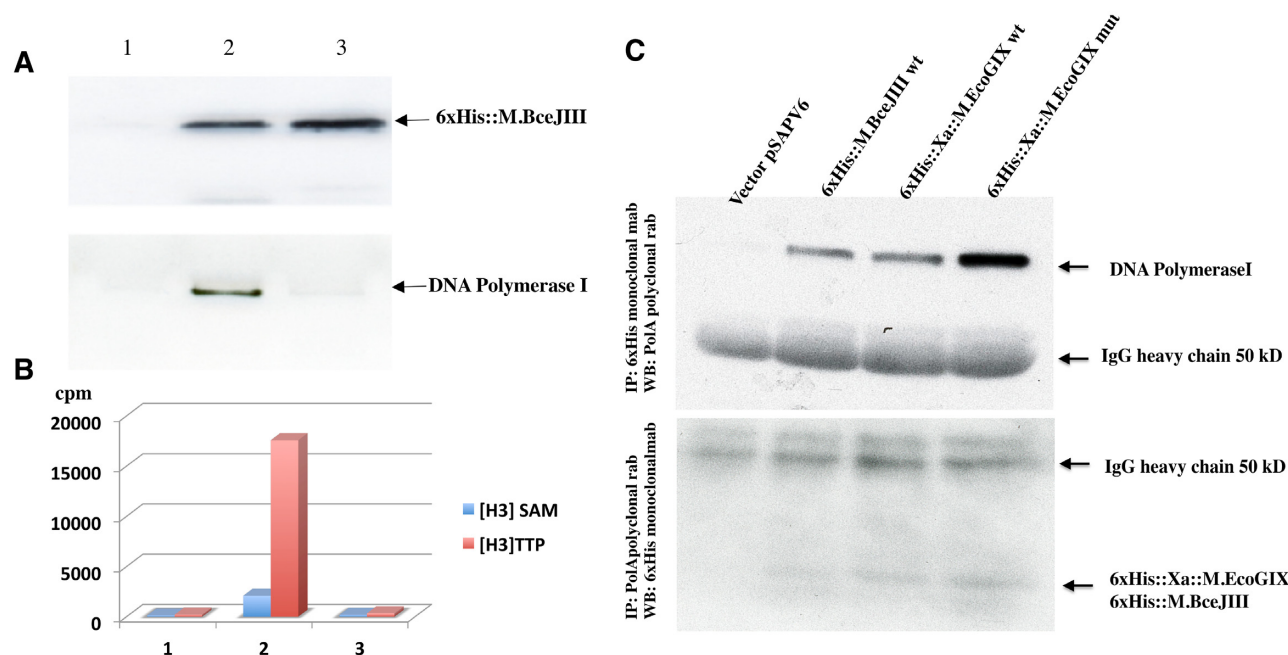 A
1 2 3
6xHis::M.BceJIII
DNA Polymerase I
B
cpm
20000
15000
10000
5000
0
1 2 3
[H3] SAM
[H3]TTP
C
Vector pSAPV6
6xHis::M.BceJIII wt
6xHis::Xa::M.EcoGIX wt
6xHis::Xa::M.EcoGIX mut
IP: 6xHis monoclonal mab
WB: PolA polyclonal rab
DNA PolymeraseI
IgG heavy chain 50 kD
IP: PolApolyclonal rab
WB: 6xHis monoclonalmab
IgG heavy chain 50 kD
6xHis::Xa::M.EcoGIX
6xHis::M.BceJIII